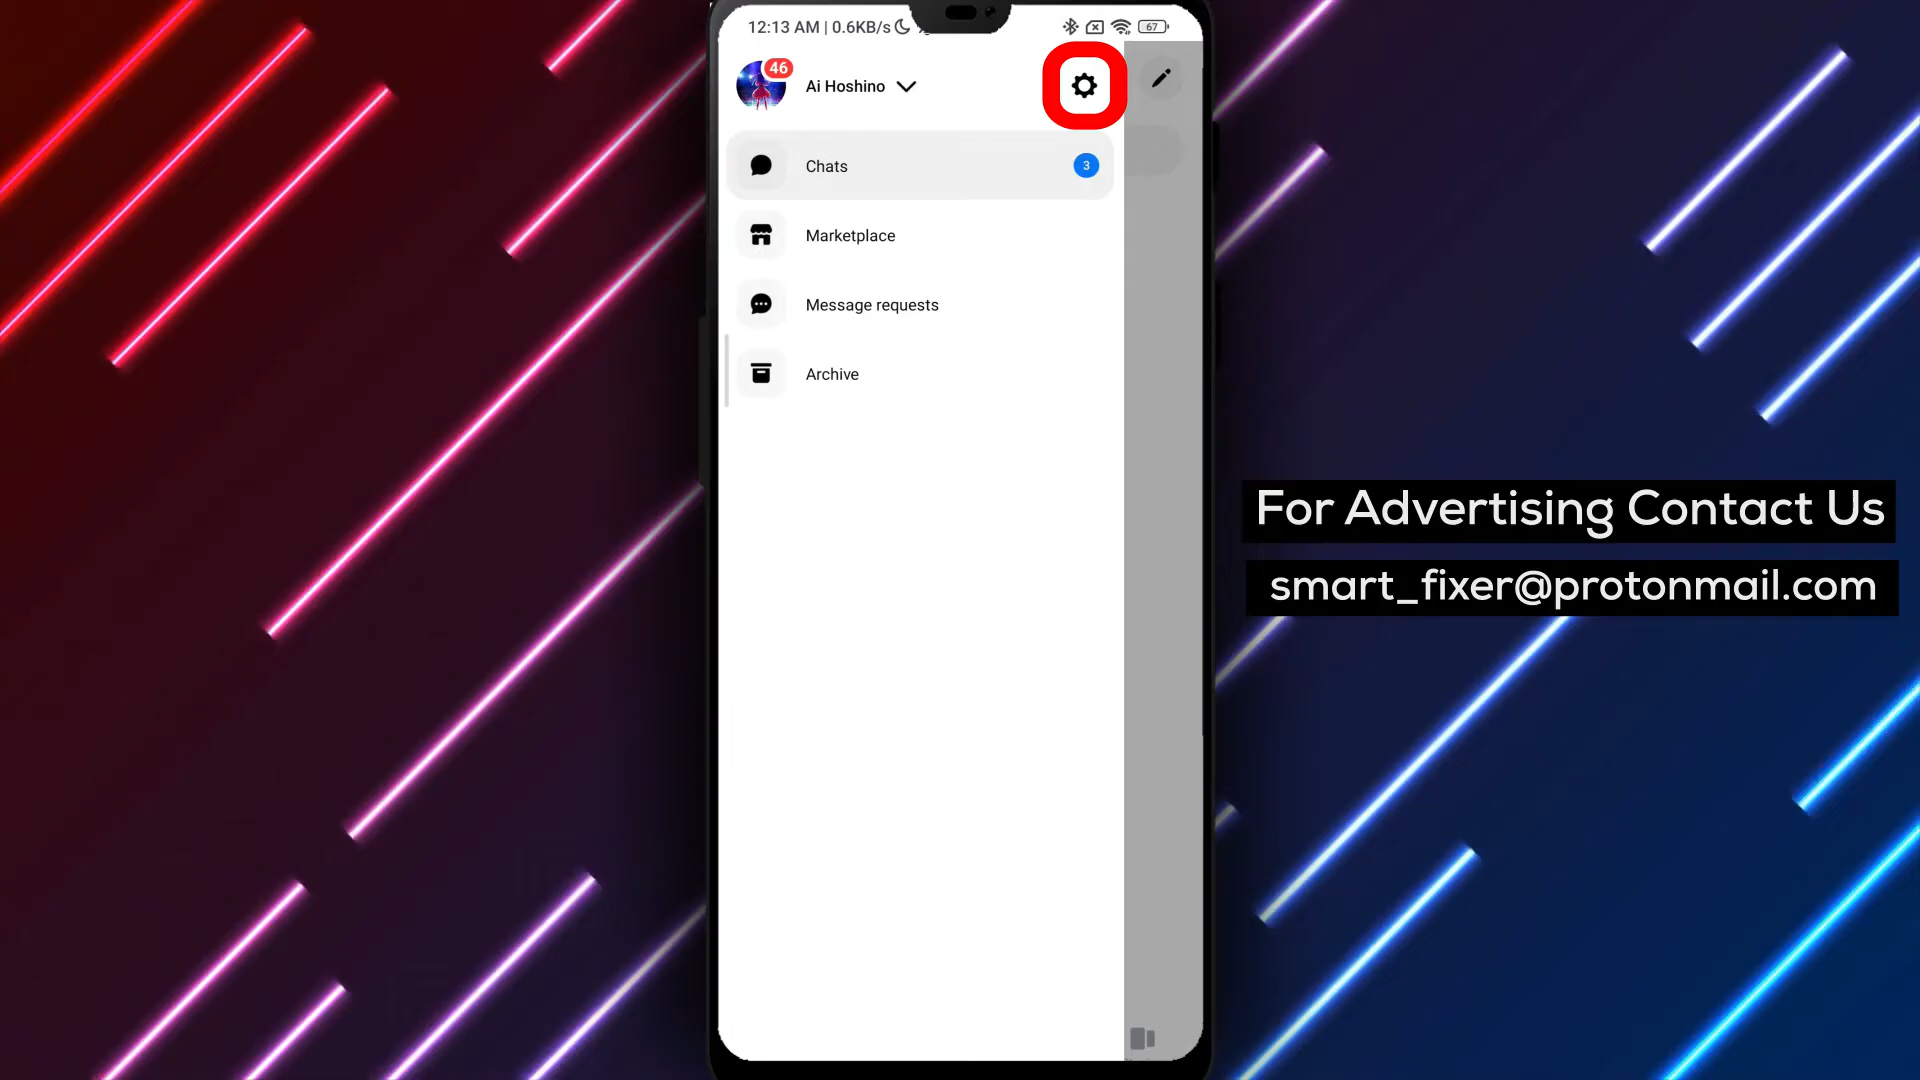 12:13 AM | 0.6KB/s
67
46
Ai Hoshino
Chats
3
Marketplace
Message requests
Archive
For Advertising Contact Us
smart_fixer@protonmail.com